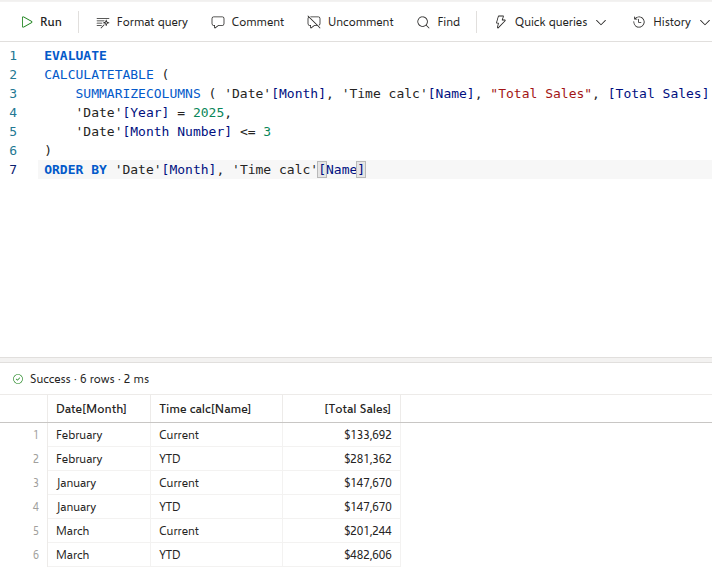 Run Format query Comment Uncomment Find Quick queries History
1 EVALUATE
2 CALCULATETABLE (
3 SUMMARIZECOLUMNS ( 'Date'[Month], 'Time calc'[Name], "Total Sales", [Total Sales]
4 'Date'[Year] = 2025,
5 'Date'[Month Number] <= 3
6 )
7 ORDER BY 'Date'[Month], 'Time calc'[Name]
Success · 6 rows · 2 ms
Date[Month] Time calc[Name] [Total Sales]
1 February Current $133,692
2 February YTD $281,362
3 January Current $147,670
4 January YTD $147,670
5 March Current $201,244
6 March YTD $482,606